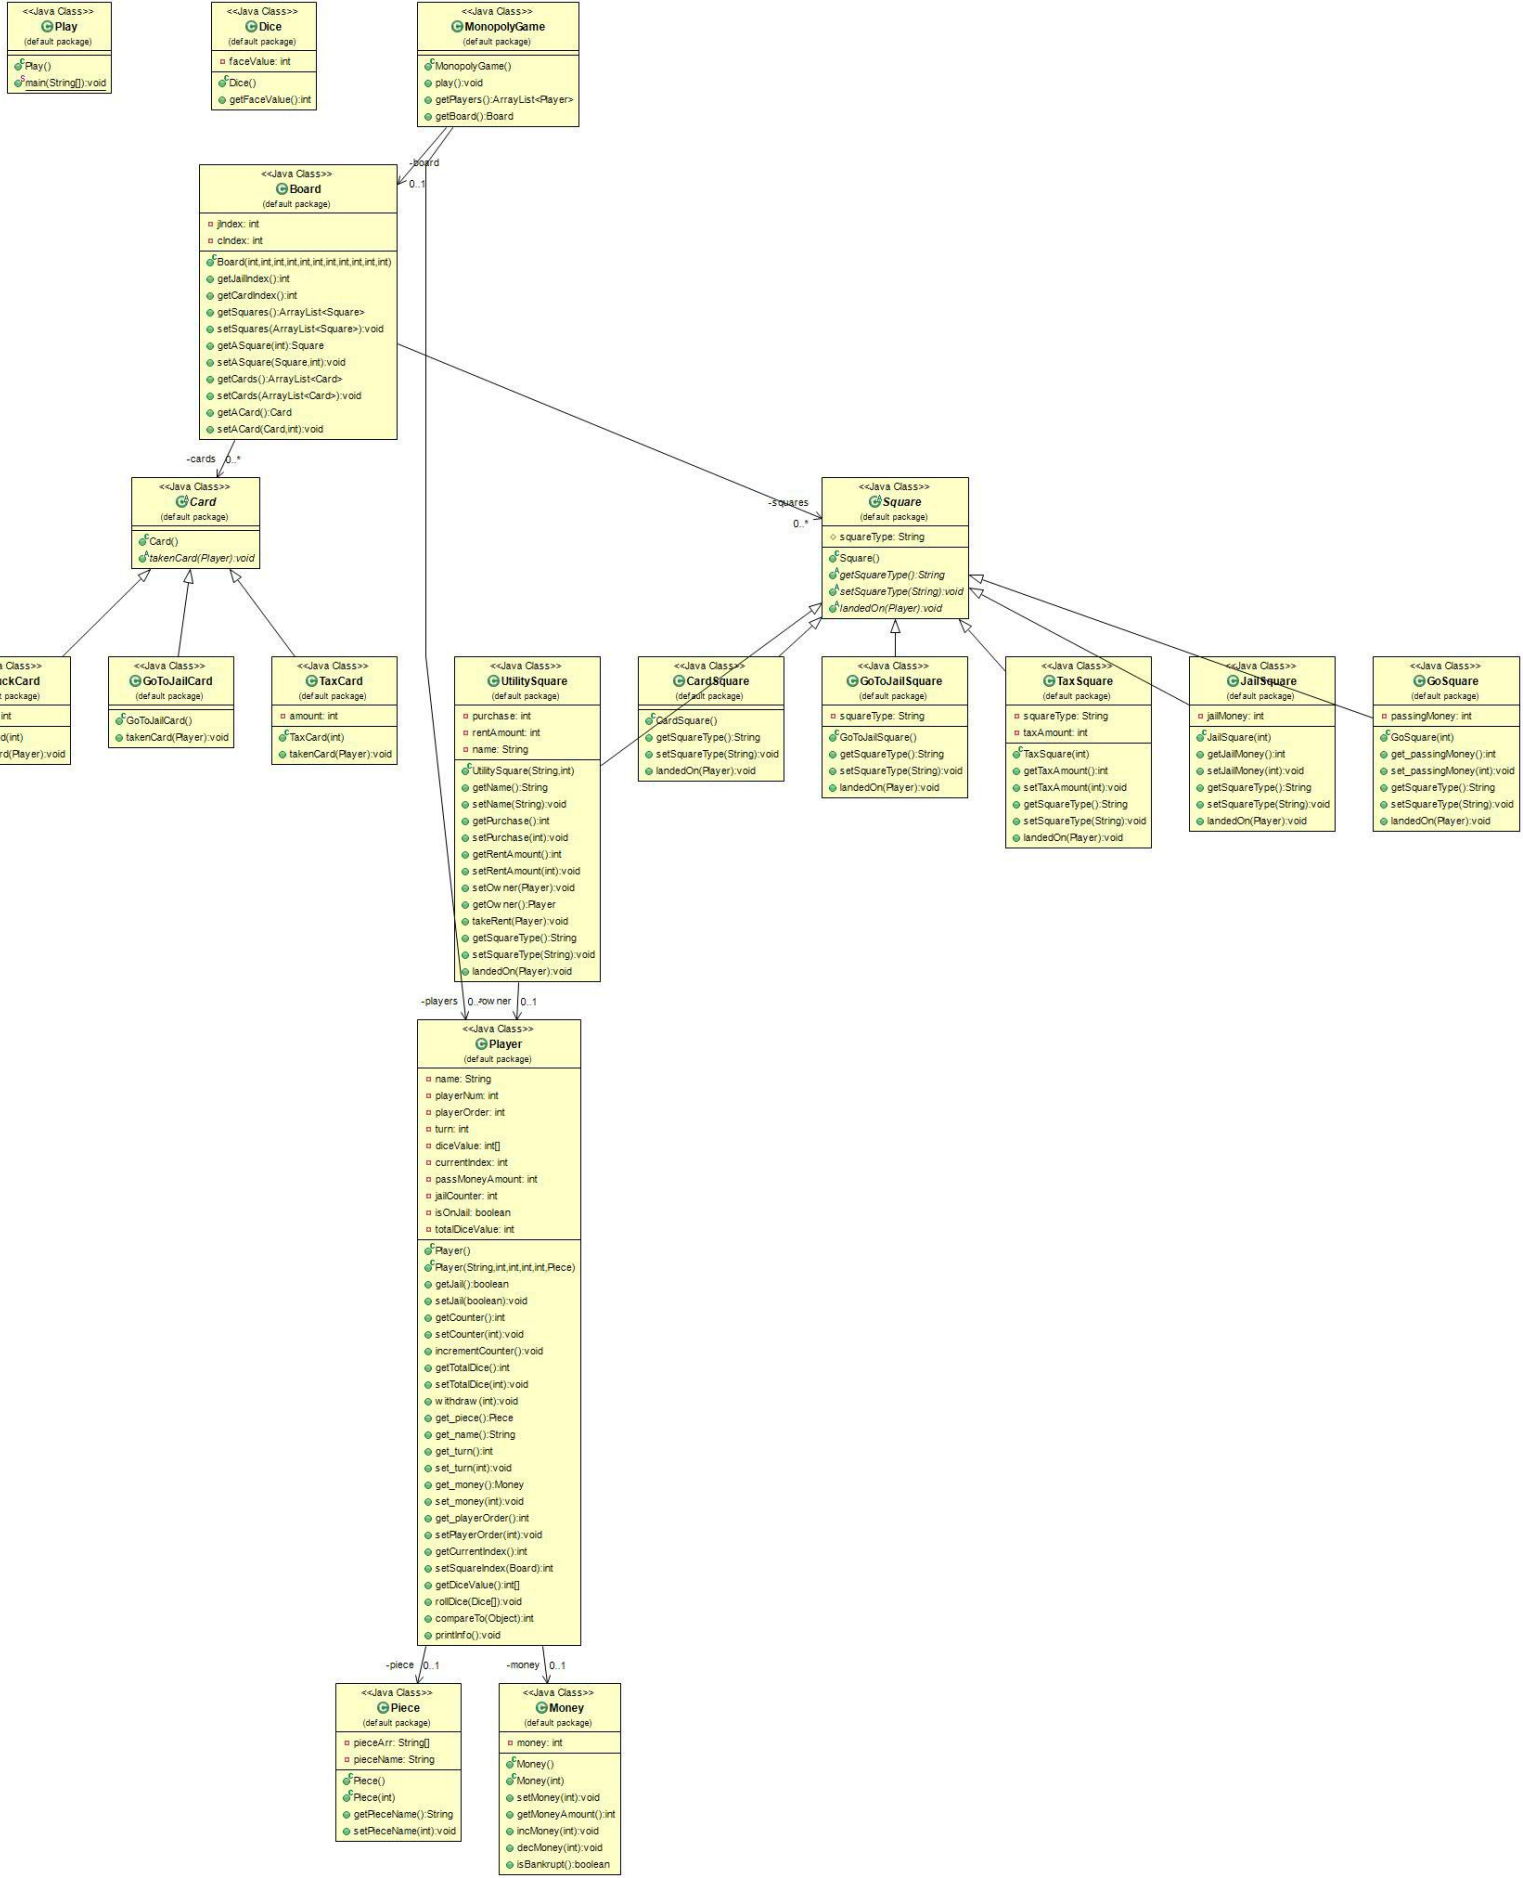 <<Java Class>>
Play
(default package)
Play()
main(String[]):void
<<Java Class>>
Dice
(default package)
faceValue: int
Dice()
getFaceValue():int
<<Java Class>>
MonopolyGame
(default package)
MonopolyGame()
play():void
getPlayers():ArrayList<Player>
getBoard():Board
-board
0..1
<<Java Class>>
Board
(default package)
jIndex: int
cIndex: int
Board(int,int,int,int,int,int,int,int,int,int,int)
getJailIndex():int
getCardIndex():int
getSquares():ArrayList<Square>
setSquares(ArrayList<Square>):void
getASquare(int):Square
setASquare(Square,int):void
getCards():ArrayList<Card>
setCards(ArrayList<Card>):void
getACard():Card
setACard(Card,int):void
-cards 0..*
-squares
0..*
<<Java Class>>
Card
(default package)
Card()
takenCard(Player):void
<<Java Class>>
Square
(default package)
squareType: String
Square()
getSquareType():String
setSquareType(String):void
landedOn(Player):void
a Class>>
uckCard
t package)
int
d(int)
rd(Player):void
<<Java Class>>
GoToJailCard
(default package)
GoToJailCard()
takenCard(Player):void
<<Java Class>>
TaxCard
(default package)
amount: int
TaxCard(int)
takenCard(Player):void
<<Java Class>>
UtilitySquare
(default package)
purchase: int
rentAmount: int
name: String
UtilitySquare(String,int)
getName():String
setName(String):void
getPurchase():int
setPurchase(int):void
getRentAmount():int
setRentAmount(int):void
setOwner(Player):void
getOwner():Player
takeRent(Player):void
getSquareType():String
setSquareType(String):void
landedOn(Player):void
<<Java Class>>
CardSquare
(default package)
CardSquare()
getSquareType():String
setSquareType(String):void
landedOn(Player):void
<<Java Class>>
GoToJailSquare
(default package)
squareType: String
GoToJailSquare()
getSquareType():String
setSquareType(String):void
landedOn(Player):void
<<Java Class>>
TaxSquare
(default package)
squareType: String
taxAmount: int
TaxSquare(int)
getTaxAmount():int
setTaxAmount(int):void
getSquareType():String
setSquareType(String):void
landedOn(Player):void
<<Java Class>>
JailSquare
(default package)
jailMoney: int
JailSquare(int)
getJailMoney():int
setJailMoney(int):void
getSquareType():String
setSquareType(String):void
landedOn(Player):void
<<Java Class>>
GoSquare
(default package)
passingMoney: int
GoSquare(int)
get_passingMoney():int
set_passingMoney(int):void
getSquareType():String
setSquareType(String):void
landedOn(Player):void
-players 0..* -owner 0..1
<<Java Class>>
Player
(default package)
name: String
playerNum: int
playerOrder: int
turn: int
diceValue: int[]
currentIndex: int
passMoneyAmount: int
jailCounter: int
isOnJail: boolean
totalDiceValue: int
Player()
Player(String,int,int,int,int,Piece)
getJail():boolean
setJail(boolean):void
getCounter():int
setCounter(int):void
incrementCounter():void
getTotalDice():int
setTotalDice(int):void
withdraw(int):void
get_piece():Piece
get_name():String
get_turn():int
set_turn(int):void
get_money():Money
set_money(int):void
get_playerOrder():int
setPlayerOrder(int):void
getCurrentIndex():int
setSquareIndex(Board):int
getDiceValue():int[]
rollDice(Dice[]):void
compareTo(Object):int
printInfo():void
-piece 0..1
-money 0..1
<<Java Class>>
Piece
(default package)
pieceArr: String[]
pieceName: String
Piece()
Piece(int)
getPieceName():String
setPieceName(int):void
<<Java Class>>
Money
(default package)
money: int
Money()
Money(int)
setMoney(int):void
getMoneyAmount():int
incMoney(int):void
decMoney(int):void
isBankrupt():boolean